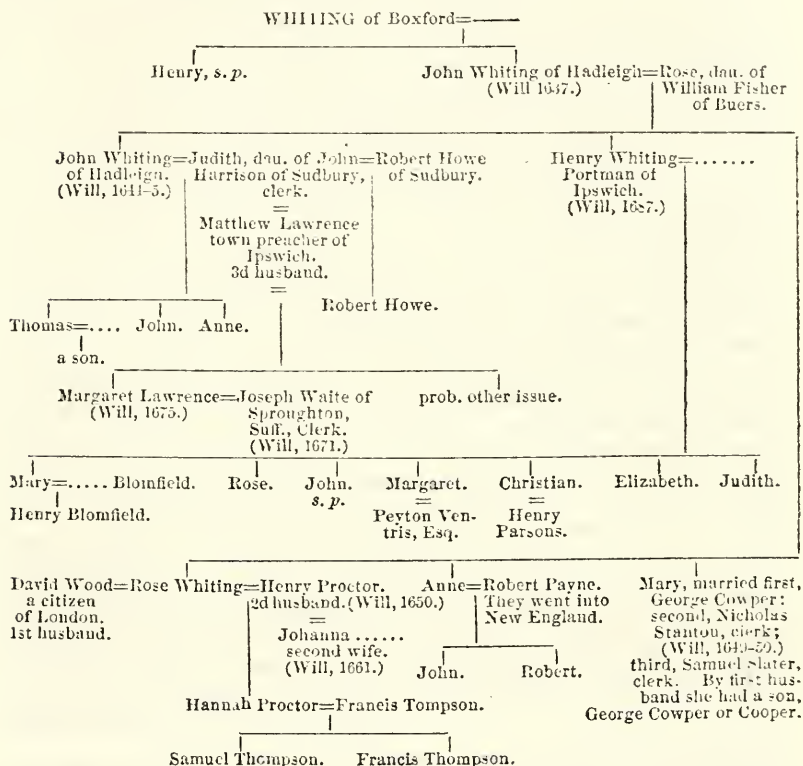 WHITING of Boxford=——
Henry, s. p. John Whiting of Hadleigh=Rose, dau. of
(Will 1637.) William Fisher
of Buers.
John Whiting=Judith, dau. of John=Robert Howe Henry Whiting=.......
of Hadleigh. Harrison of Sudbury, of Sudbury. Portman of
(Will, 1644-5.) clerk. Ipswich.
= (Will, 1687.)
Matthew Lawrence
town preacher of
Ipswich.
3d husband.
=
Robert Howe.
Thomas=.... John. Anne.
a son.
Margaret Lawrence=Joseph Waite of prob. other issue.
(Will, 1675.) Sproughton,
Suff., Clerk.
(Will, 1671.)
Mary=..... Blomfield. Rose. John. Margaret. Christian. Elizabeth. Judith.
s. p. = =
Henry Blomfield. Peyton Ven- Henry
tris, Esq. Parsons.
David Wood=Rose Whiting=Henry Proctor. Anne=Robert Payne. Mary, married first,
a citizen 2d husband. (Will, 1650.) They went into George Cowper:
of London. = New England. second, Nicholas
1st husband. Johanna ...... Stanton, clerk;
second wife. (Will, 1649-50.)
(Will, 1661.) John. Robert. third, Samuel Slater,
clerk. By first hus-
Hannah Proctor=Francis Tompson. band she had a son,
George Cowper or Cooper.
Samuel Thompson. Francis Thompson.